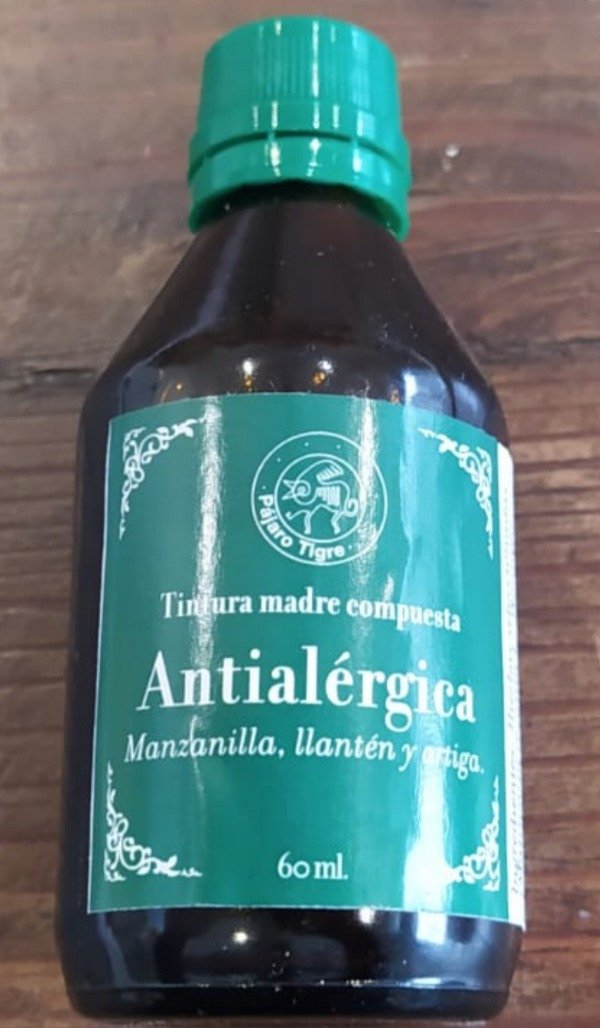 Pájaro Tigre
Tintura madre compuesta
Antialérgica
Manzanilla, llantén y ortiga.
60 ml.